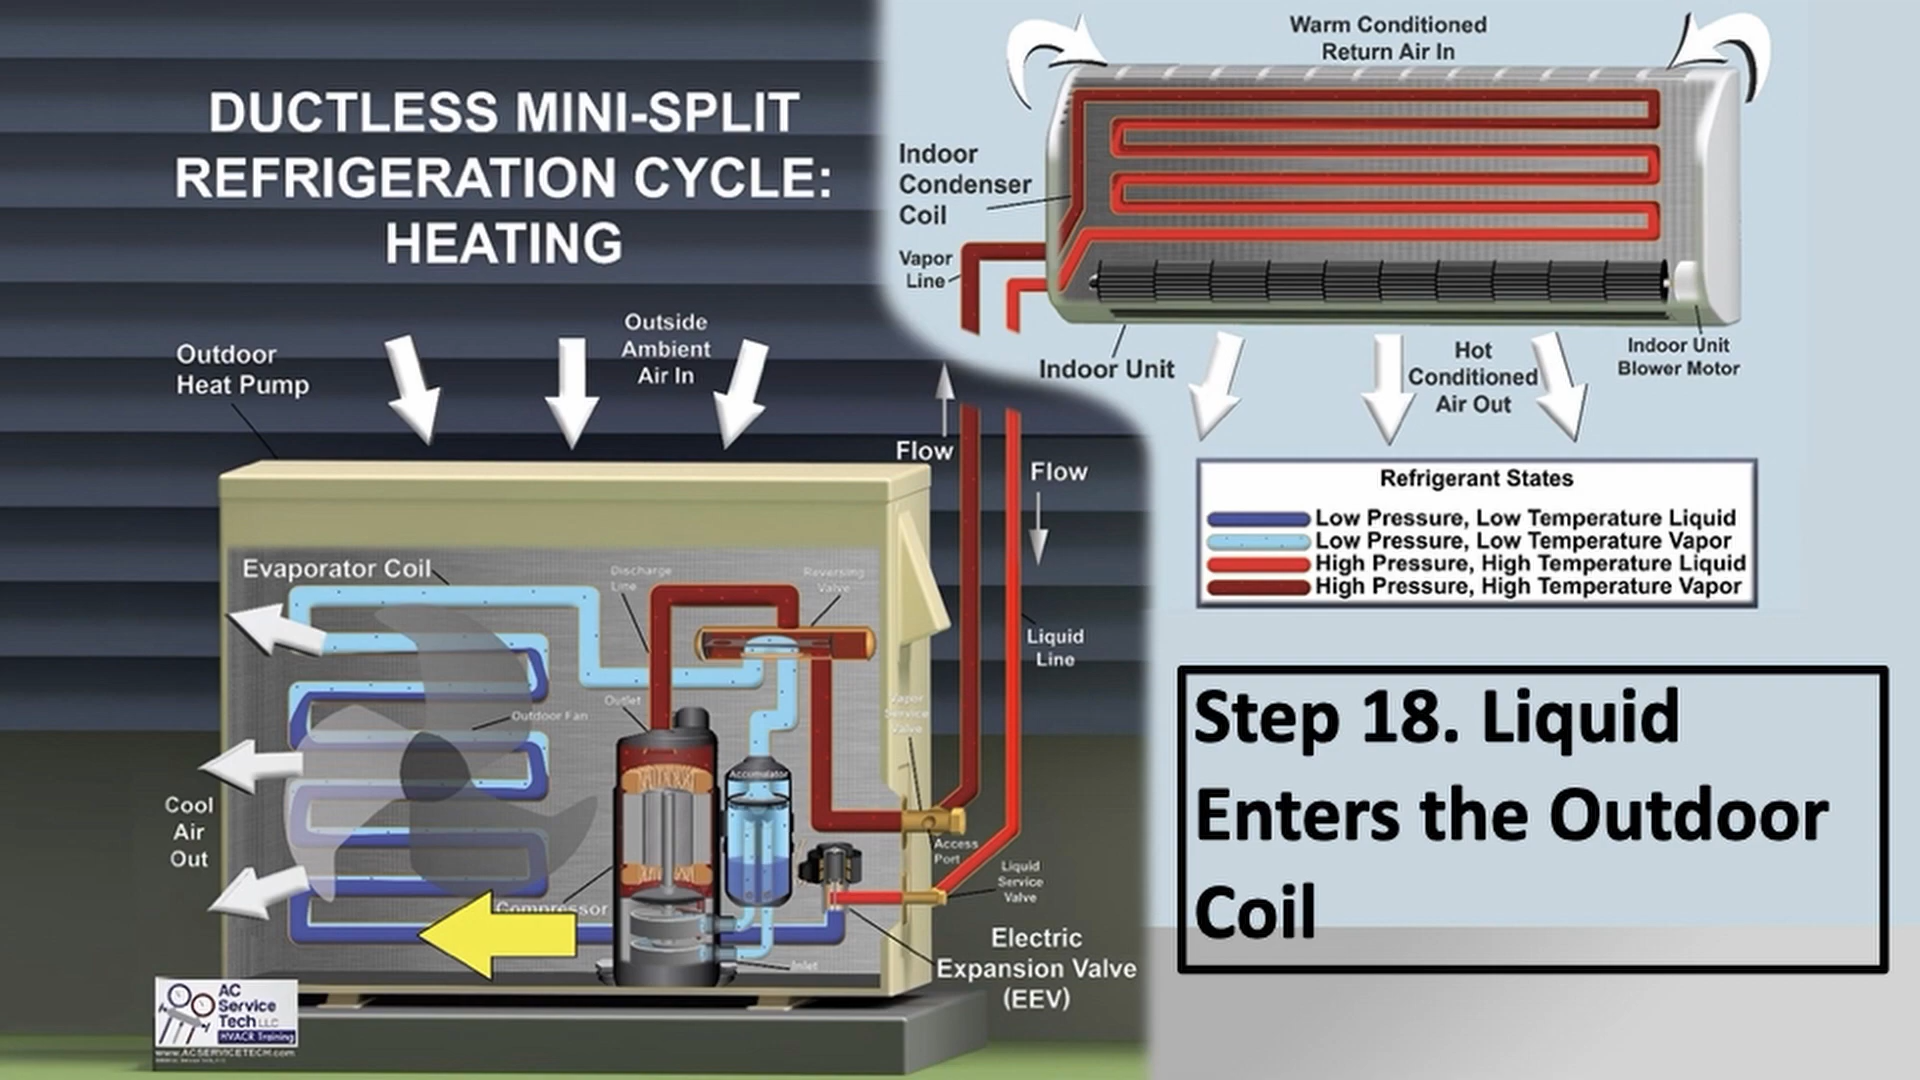 DUCTLESS MINI-SPLIT
REFRIGERATION CYCLE:
HEATING
Warm Conditioned
Return Air In
Indoor
Condenser
Coil
Vapor
Line
Outside
Ambient
Air In
Outdoor
Heat Pump
Indoor Unit
Hot
Conditioned
Air Out
Indoor Unit
Blower Motor
Flow
Flow
Refrigerant States
Low Pressure, Low Temperature Liquid
Low Pressure, Low Temperature Vapor
High Pressure, High Temperature Liquid
High Pressure, High Temperature Vapor
Evaporator Coil
Discharge
Line
Reversing
Valve
Liquid
Line
Outlet
Vapor
Service
Valve
Outdoor Fan
Accumulator
Cool
Air
Out
Access
Port
Liquid
Service
Valve
Compressor
Inlet
Electric
Expansion Valve
(EEV)
Step 18. Liquid
Enters the Outdoor
Coil
AC
Service
Tech LLC
HVACR Training
www.ACSERVICETECH.com